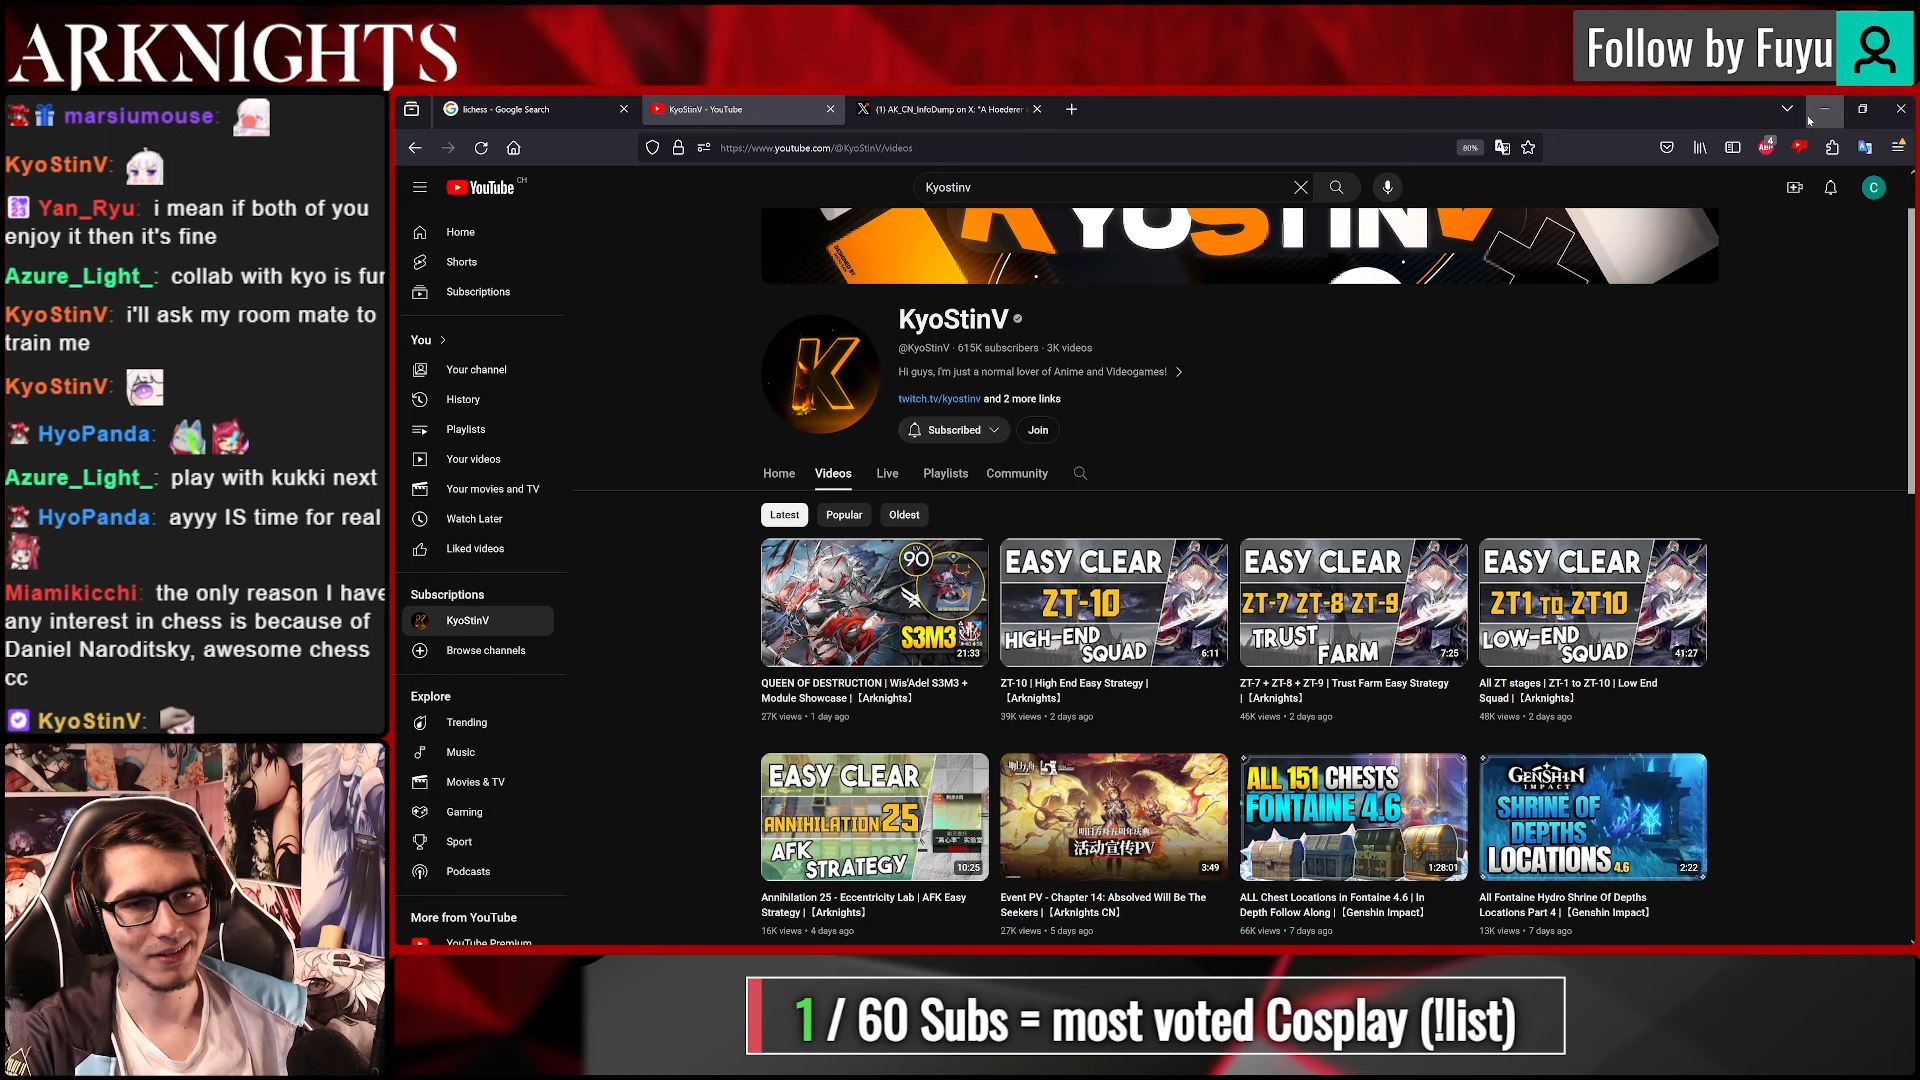 ARKNIGHTS
Follow by Fuyu
marsiumouse:
KyoStinV:
Yan_Ryu: i mean if both of you
enjoy it then it's fine
Azure_Light_: collab with kyo is fun
KyoStinV: i'll ask my room mate to
train me
KyoStinV:
HyoPanda:
Azure_Light_: play with kukki next
HyoPanda: ayyy IS time for real
Miamikicchi: the only reason I have
any interest in chess is because of
Daniel Naroditsky, awesome chess
cc
KyoStinV:
lichess - Google Search
KyoStinV - YouTube
(1) AK_CN_InfoDump on X: "A Hoederer
https://www.youtube.com/@KyoStinV/videos
80%
4
ABP
YouTube CH
Kyostinv
C
Home
Shorts
Subscriptions
You
Your channel
History
Playlists
Your videos
Your movies and TV
Watch Later
Liked videos
Subscriptions
KyoStinV
Browse channels
Explore
Trending
Music
Movies & TV
Gaming
Sport
Podcasts
More from YouTube
YouTube Premium
KYOSTINV
K
KyoStinV
@KyoStinV · 615K subscribers · 3K videos
Hi guys, i'm just a normal lover of Anime and Videogames!
twitch.tv/kyostinv and 2 more links
Subscribed
Join
Home Videos Live Playlists Community
Latest Popular Oldest
LV 90
S3M3
21:33
QUEEN OF DESTRUCTION | Wis'Adel S3M3 +
Module Showcase |【Arknights】
27K views • 1 day ago
EASY CLEAR
ZT-10
HIGH-END
SQUAD
6:11
ZT-10 | High End Easy Strategy |
【Arknights】
39K views • 2 days ago
EASY CLEAR
ZT-7 ZT-8 ZT-9
TRUST
FARM
7:25
ZT-7 + ZT-8 + ZT-9 | Trust Farm Easy Strategy
|【Arknights】
46K views • 2 days ago
EASY CLEAR
ZT1 TO ZT10
LOW-END
SQUAD
41:27
All ZT stages | ZT-1 to ZT-10 | Low End
Squad |【Arknights】
48K views • 2 days ago
EASY CLEAR
ANNIHILATION 25
AFK
STRATEGY
10:25
Annihilation 25 - Eccentricity Lab | AFK Easy
Strategy |【Arknights】
16K views • 4 days ago
明日方舟五周年庆典
活动宣传PV
3:49
Event PV - Chapter 14: Absolved Will Be The
Seekers |【Arknights CN】
27K views • 5 days ago
ALL 151 CHESTS
FONTAINE 4.6
1:28:01
ALL Chest Locations in Fontaine 4.6 | In
Depth Follow Along |【Genshin Impact】
66K views • 7 days ago
GENSHIN
IMPACT
SHRINE OF
DEPTHS
LOCATIONS 4.6
2:22
All Fontaine Hydro Shrine Of Depths
Locations Part 4 |【Genshin Impact】
13K views • 7 days ago
1 / 60 Subs = most voted Cosplay (!list)